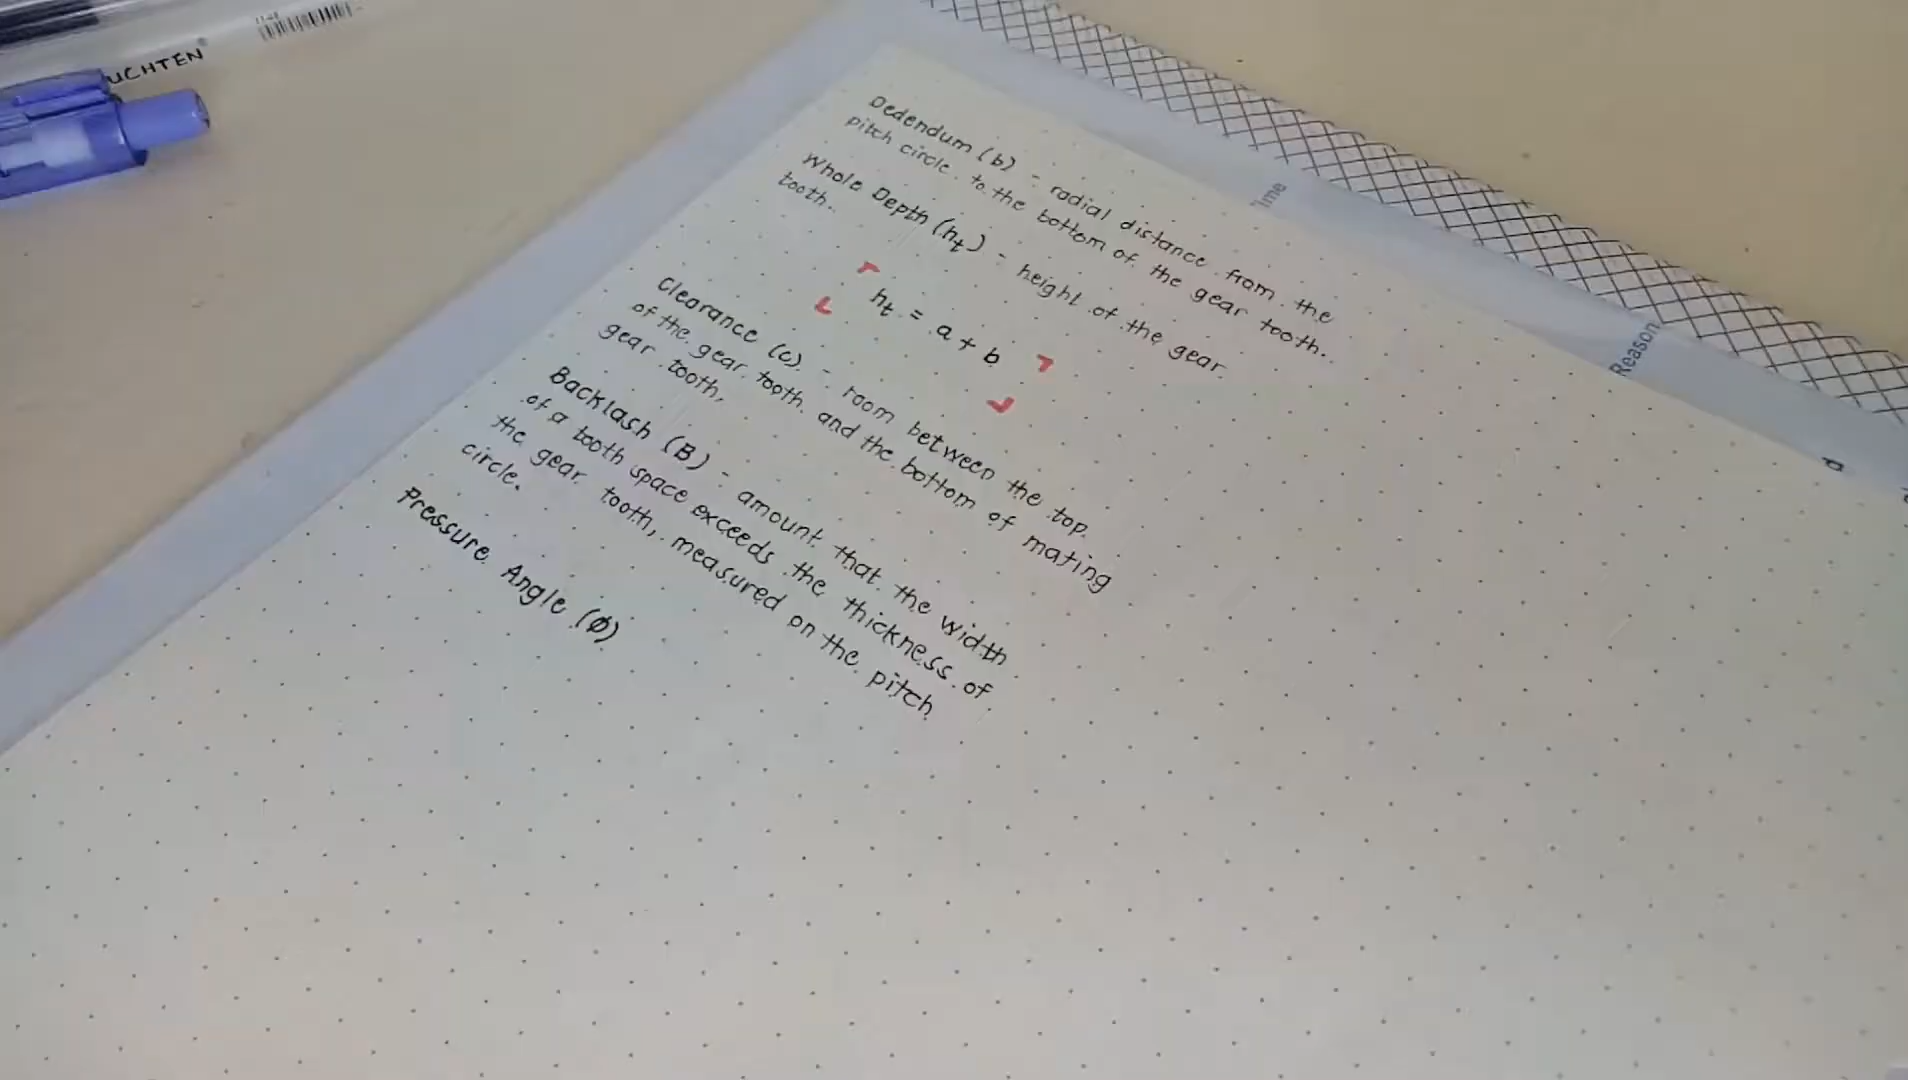 UCHTEN
Dedendum (b) - radial distance from the
pitch circle to the bottom of the gear tooth.
Whole Depth (ht) - height of the gear
tooth.
ht = a + b
Clearance (c) - room between the top
of the gear tooth and the bottom of mating
gear tooth.
Backlash (B) - amount that the width
of a tooth space exceeds the thickness of
the gear tooth, measured on the pitch
circle.
Pressure Angle (ϕ)
Time
Reason